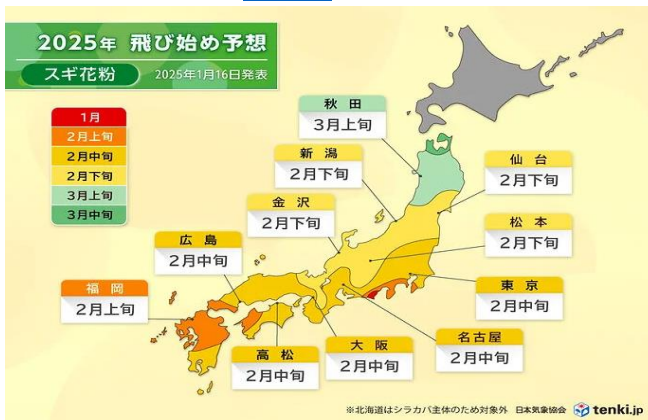 2025年 飛び始め予想
スギ花粉
2025年1月16日発表
1月
2月上旬
2月中旬
2月下旬
3月上旬
3月中旬
秋田
3月上旬
新潟
2月下旬
仙台
2月下旬
金沢
2月下旬
松本
2月下旬
広島
2月中旬
東京
2月中旬
福岡
2月上旬
名古屋
2月中旬
大阪
2月中旬
高松
2月中旬
※北海道はシラカバ主体のため対象外 日本気象協会 tenki.jp